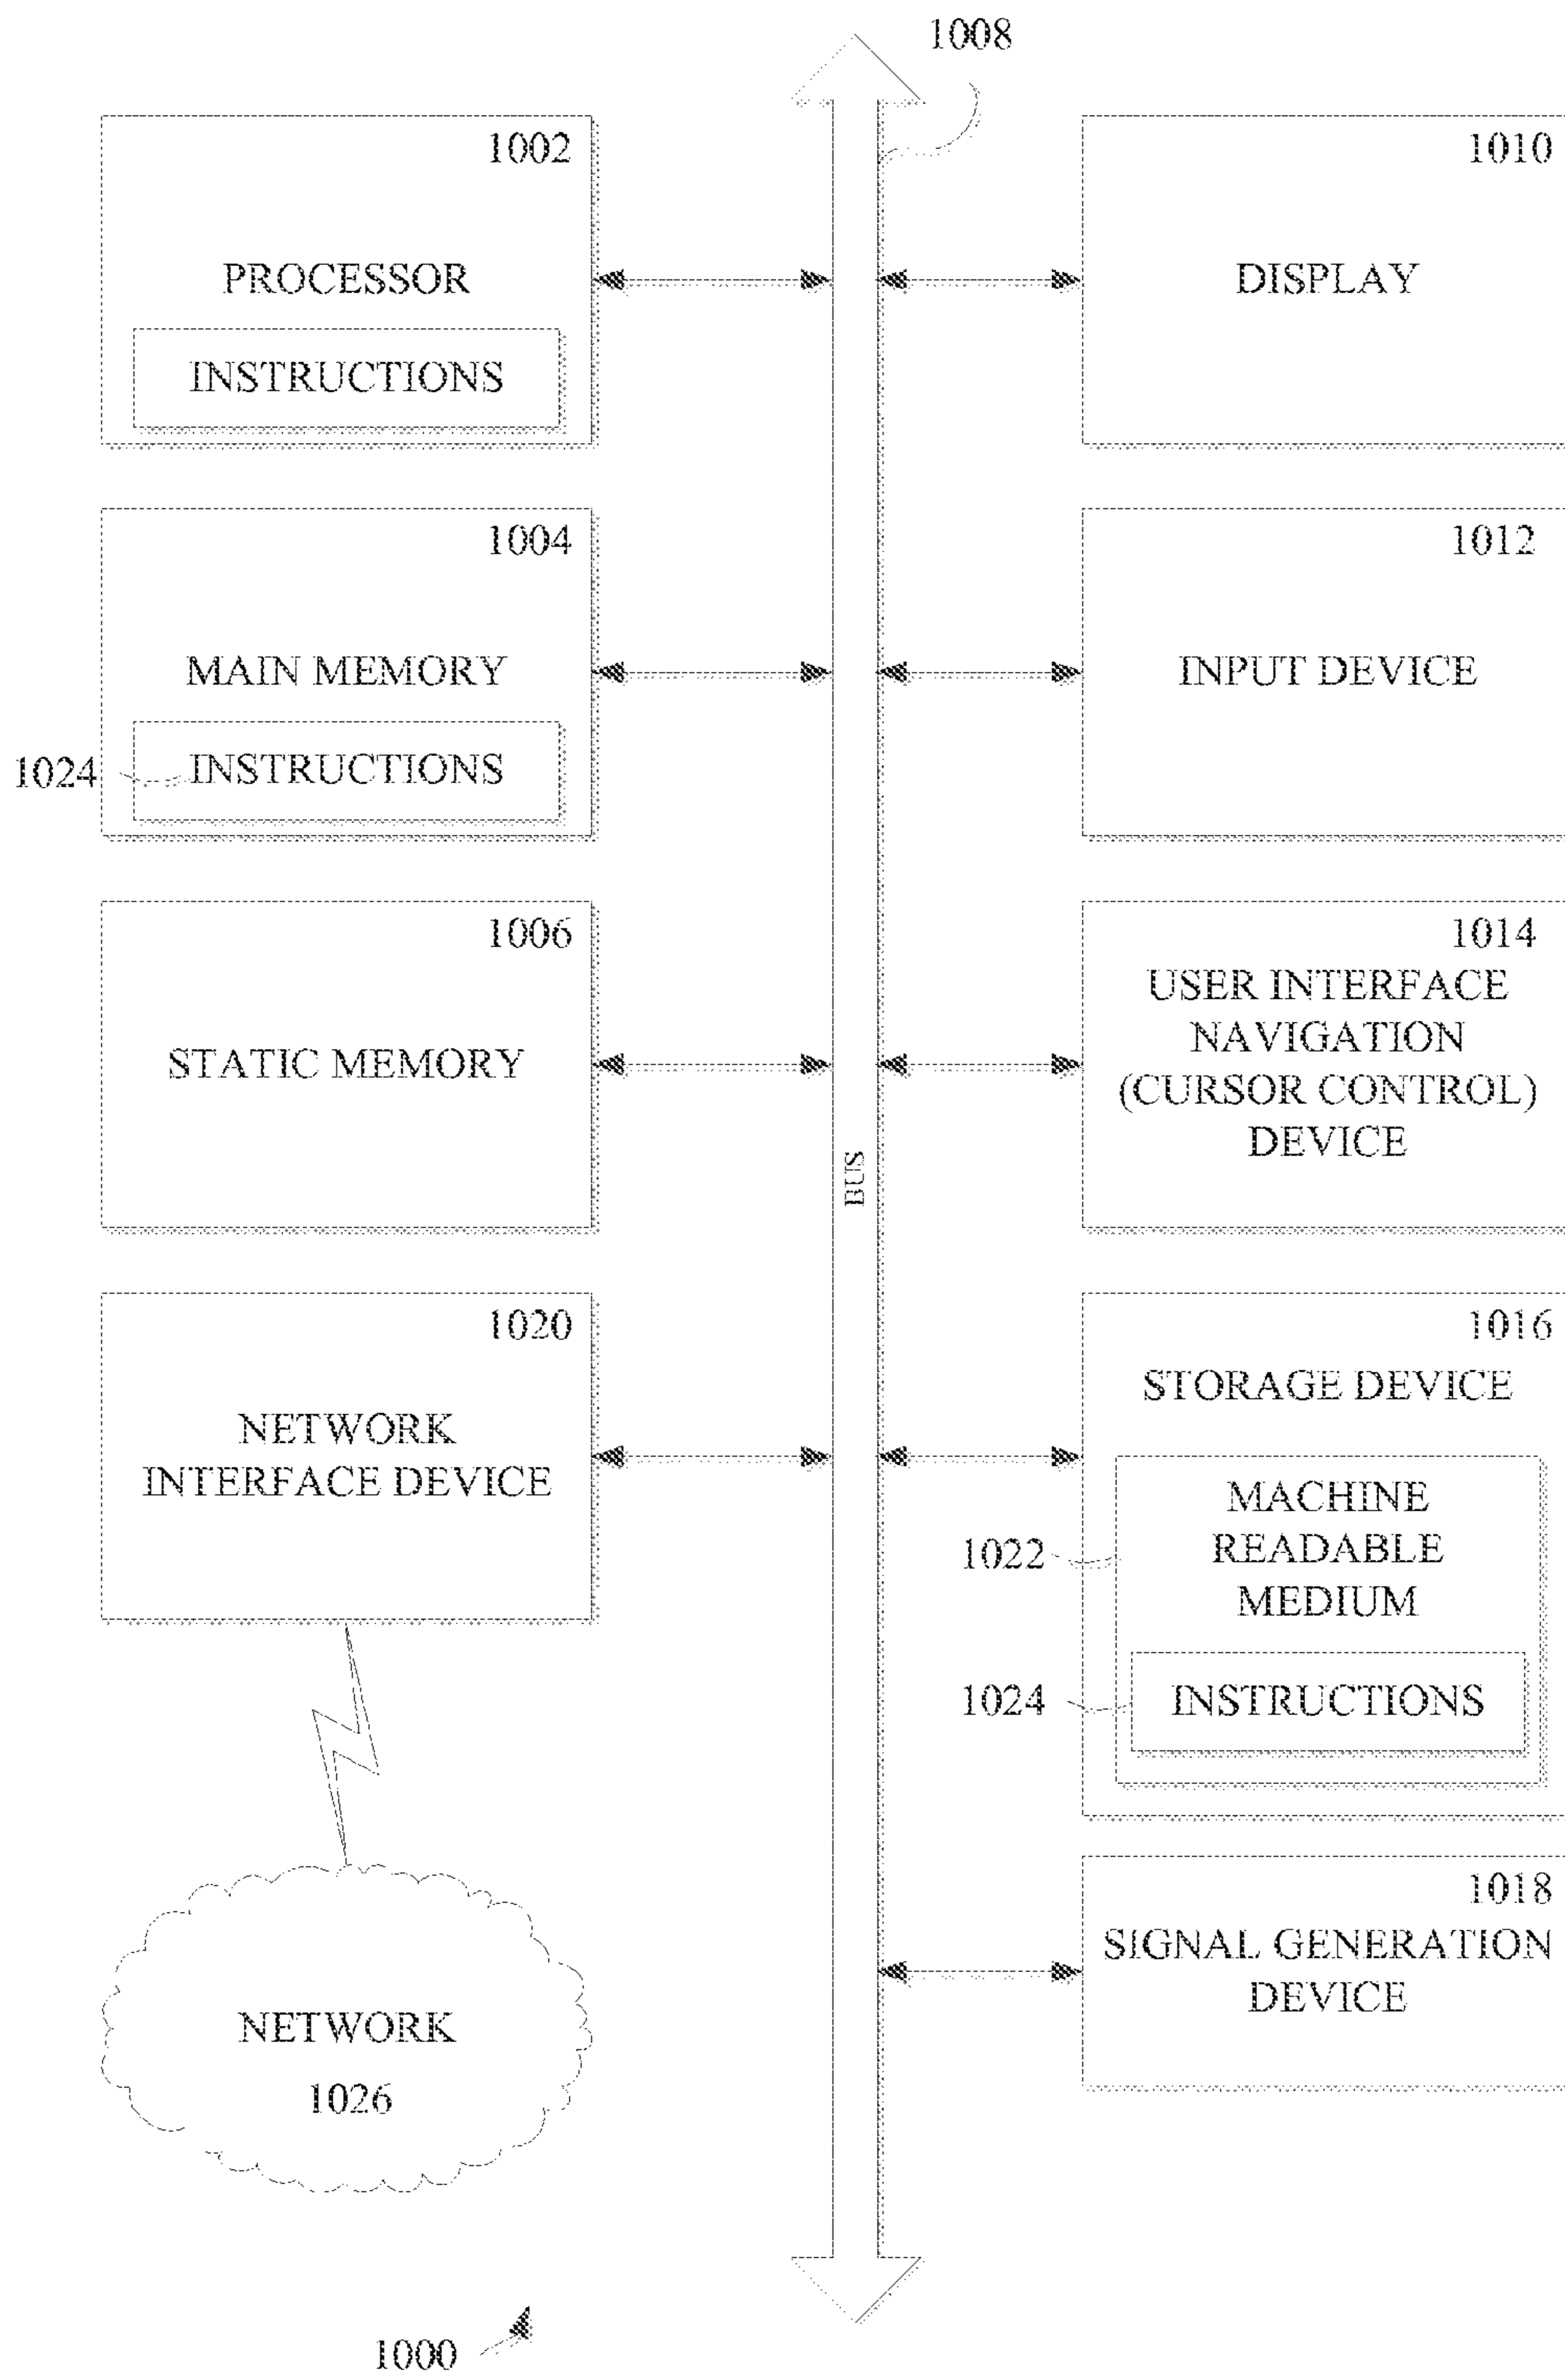 1008
1002
PROCESSOR
INSTRUCTIONS
1010
DISPLAY
1004
MAIN MEMORY
1024
INSTRUCTIONS
1012
INPUT DEVICE
1006
STATIC MEMORY
1014
USER INTERFACE
NAVIGATION
(CURSOR CONTROL)
DEVICE
BUS
1020
NETWORK
INTERFACE DEVICE
1016
STORAGE DEVICE
1022
MACHINE
READABLE
MEDIUM
1024
INSTRUCTIONS
1018
SIGNAL GENERATION
DEVICE
NETWORK
1026
1000